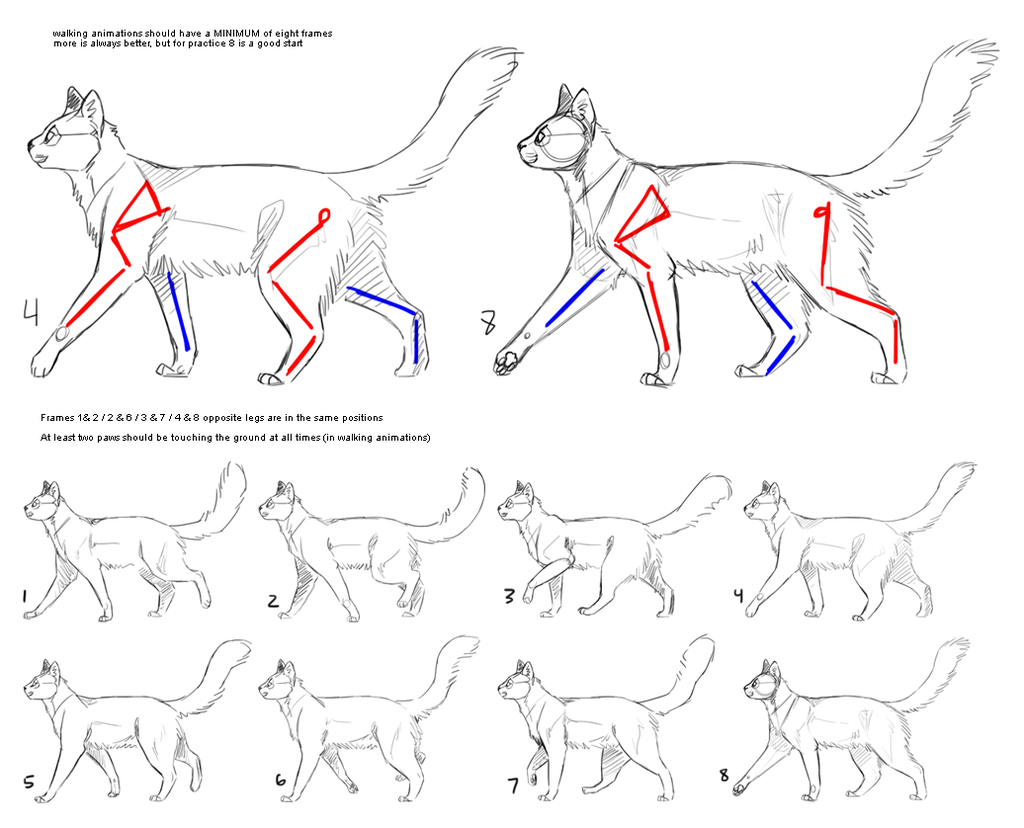 walking animations should have a MINIMUM of eight frames
more is always better, but for practice 8 is a good start
4
8
Frames 1 & 2 / 2 & 6 / 3 & 7 / 4 & 8 opposite legs are in the same positions
At least two paws should be touching the ground at all times (in walking animations)
1
2
3
4
5
6
7
8